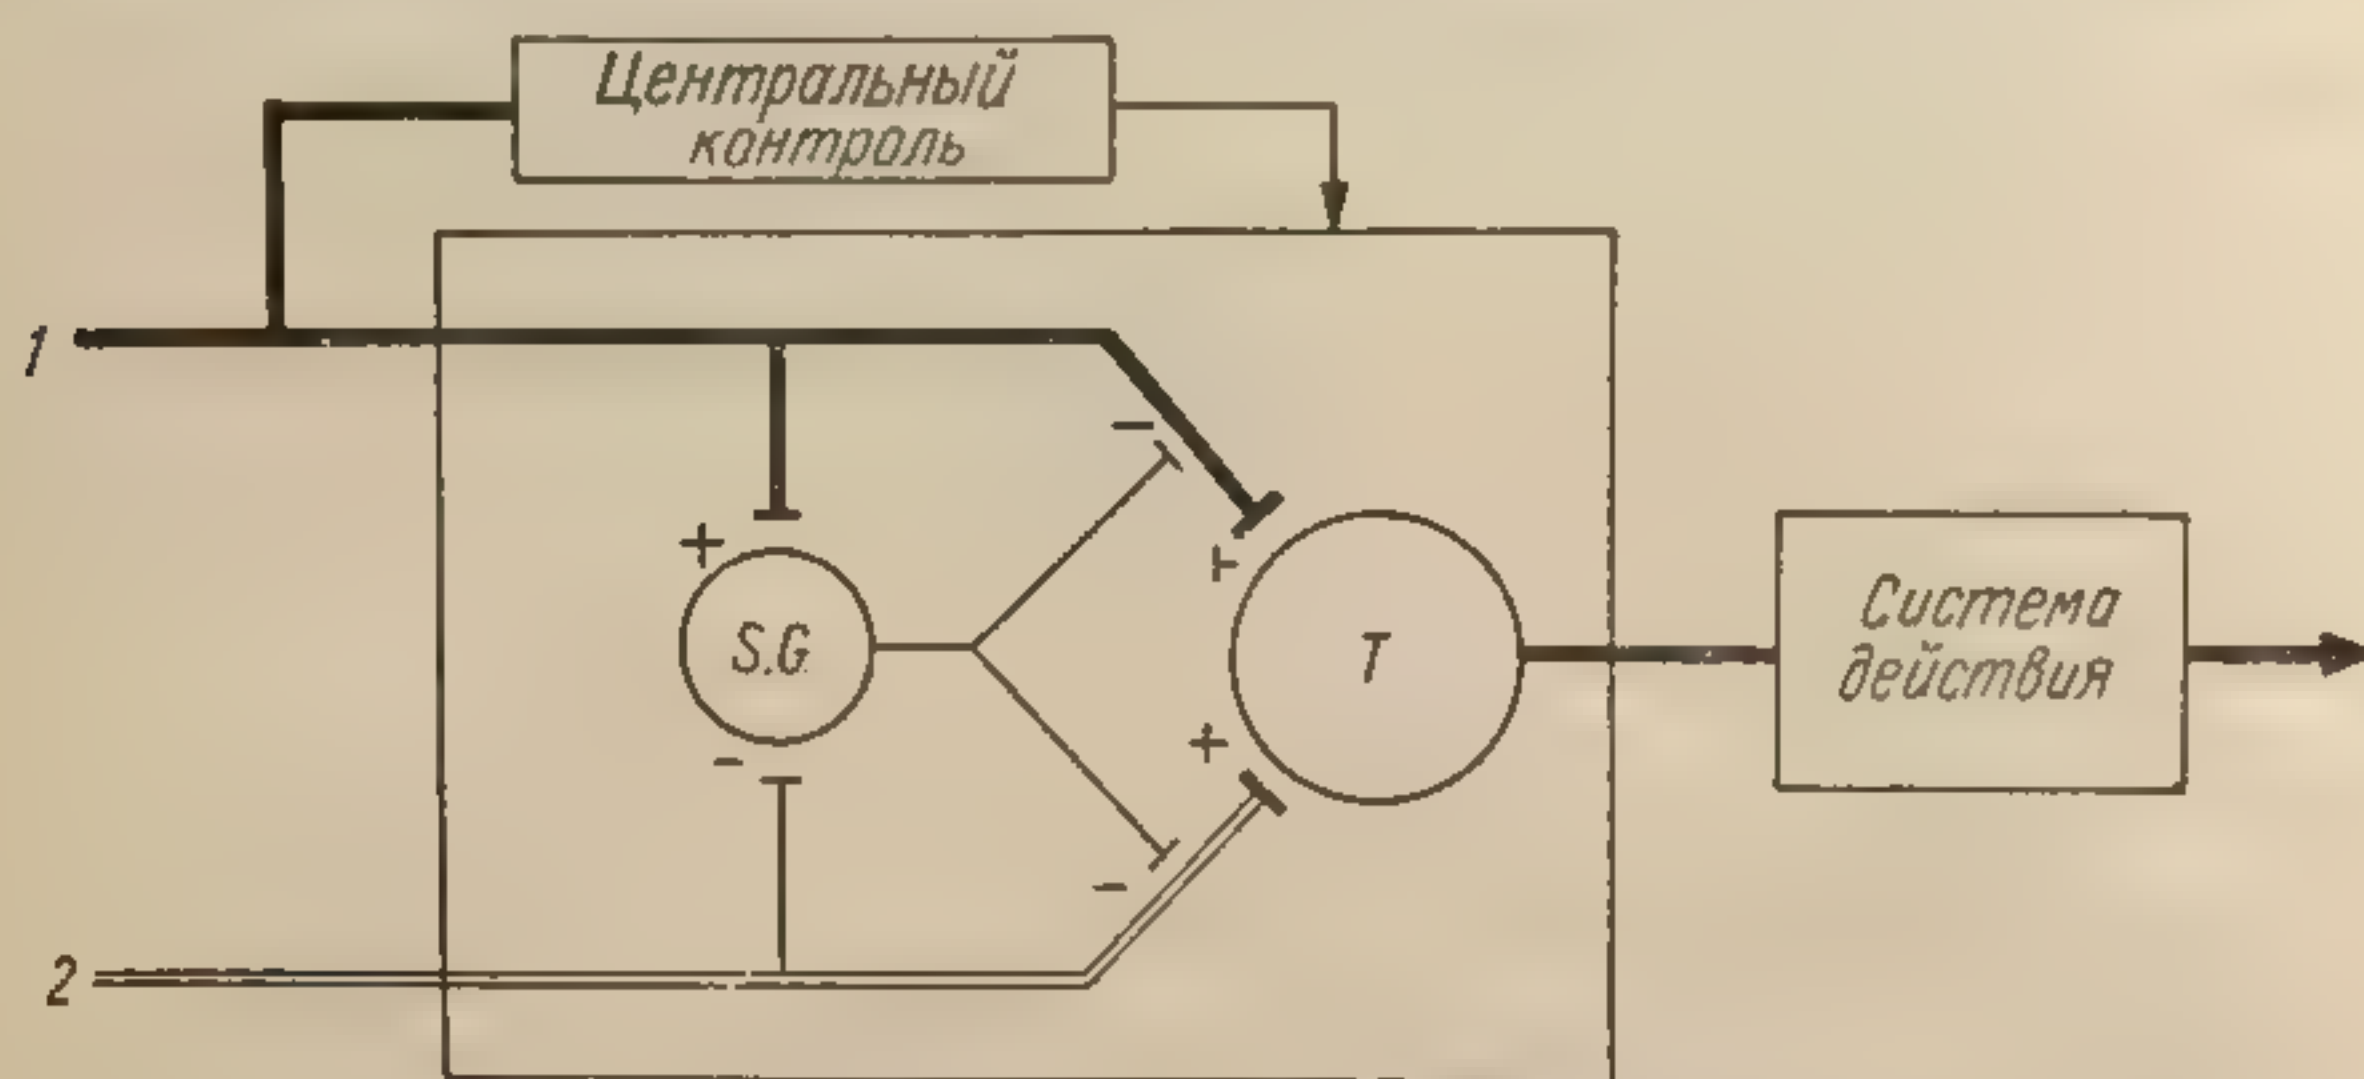 Центральный
контроль
1
−
+
+
S.G
T
Система
действия
−
+
−
2